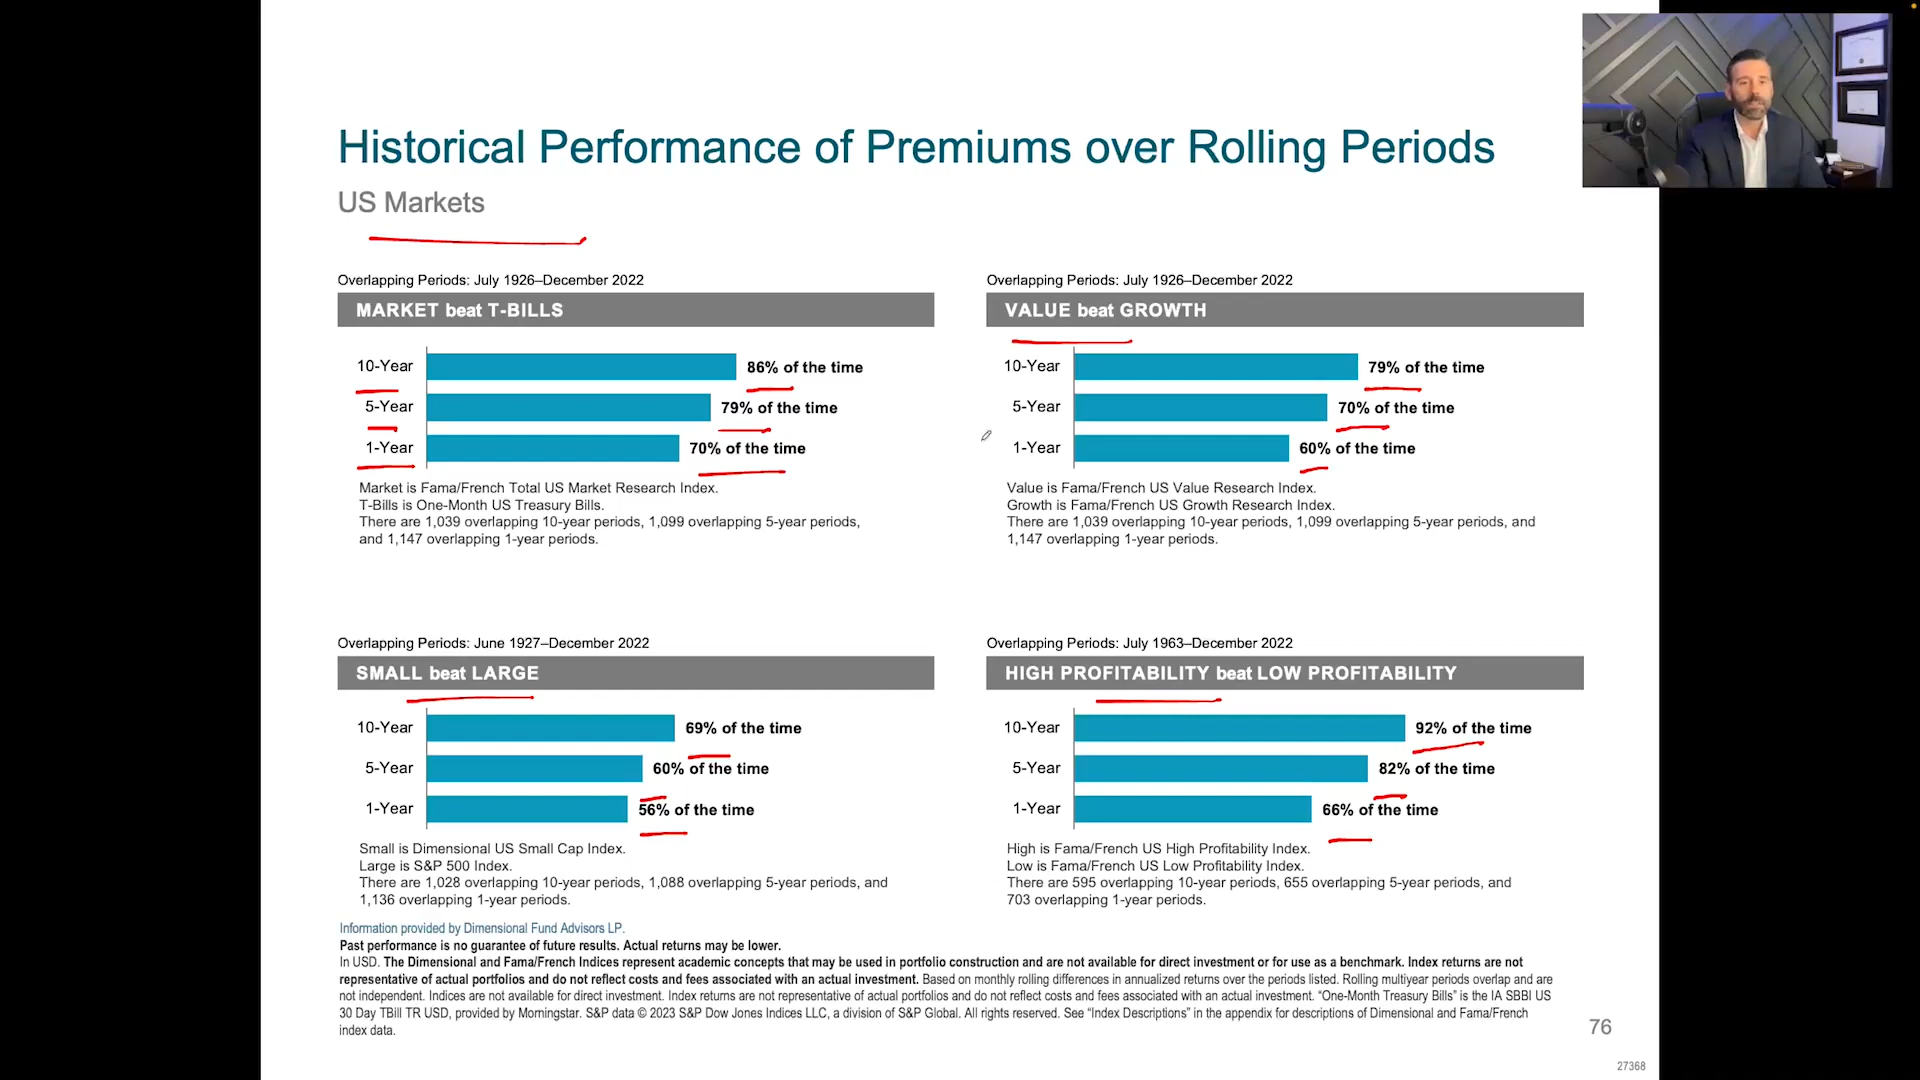 Historical Performance of Premiums over Rolling Periods
US Markets
Overlapping Periods: July 1926–December 2022
MARKET beat T-BILLS
10-Year 86% of the time
5-Year 79% of the time
1-Year 70% of the time
Market is Fama/French Total US Market Research Index.
T-Bills is One-Month US Treasury Bills.
There are 1,039 overlapping 10-year periods, 1,099 overlapping 5-year periods,
and 1,147 overlapping 1-year periods.
Overlapping Periods: July 1926–December 2022
VALUE beat GROWTH
10-Year 79% of the time
5-Year 70% of the time
1-Year 60% of the time
Value is Fama/French US Value Research Index.
Growth is Fama/French US Growth Research Index.
There are 1,039 overlapping 10-year periods, 1,099 overlapping 5-year periods, and
1,147 overlapping 1-year periods.
Overlapping Periods: June 1927–December 2022
SMALL beat LARGE
10-Year 69% of the time
5-Year 60% of the time
1-Year 56% of the time
Small is Dimensional US Small Cap Index.
Large is S&P 500 Index.
There are 1,028 overlapping 10-year periods, 1,088 overlapping 5-year periods, and
1,136 overlapping 1-year periods.
Overlapping Periods: July 1963–December 2022
HIGH PROFITABILITY beat LOW PROFITABILITY
10-Year 92% of the time
5-Year 82% of the time
1-Year 66% of the time
High is Fama/French US High Profitability Index.
Low is Fama/French US Low Profitability Index.
There are 595 overlapping 10-year periods, 655 overlapping 5-year periods, and
703 overlapping 1-year periods.
Information provided by Dimensional Fund Advisors LP.
Past performance is no guarantee of future results. Actual returns may be lower.
In USD. The Dimensional and Fama/French Indices represent academic concepts that may be used in portfolio construction and are not available for direct investment or for use as a benchmark. Index returns are not
representative of actual portfolios and do not reflect costs and fees associated with an actual investment. Based on monthly rolling differences in annualized returns over the periods listed. Rolling multiyear periods overlap and are
not independent. Indices are not available for direct investment. Index returns are not representative of actual portfolios and do not reflect costs and fees associated with an actual investment. “One-Month Treasury Bills” is the IA SBBI US
30 Day TBill TR USD, provided by Morningstar. S&P data © 2023 S&P Dow Jones Indices LLC, a division of S&P Global. All rights reserved. See “Index Descriptions” in the appendix for descriptions of Dimensional and Fama/French
index data.
76
27368